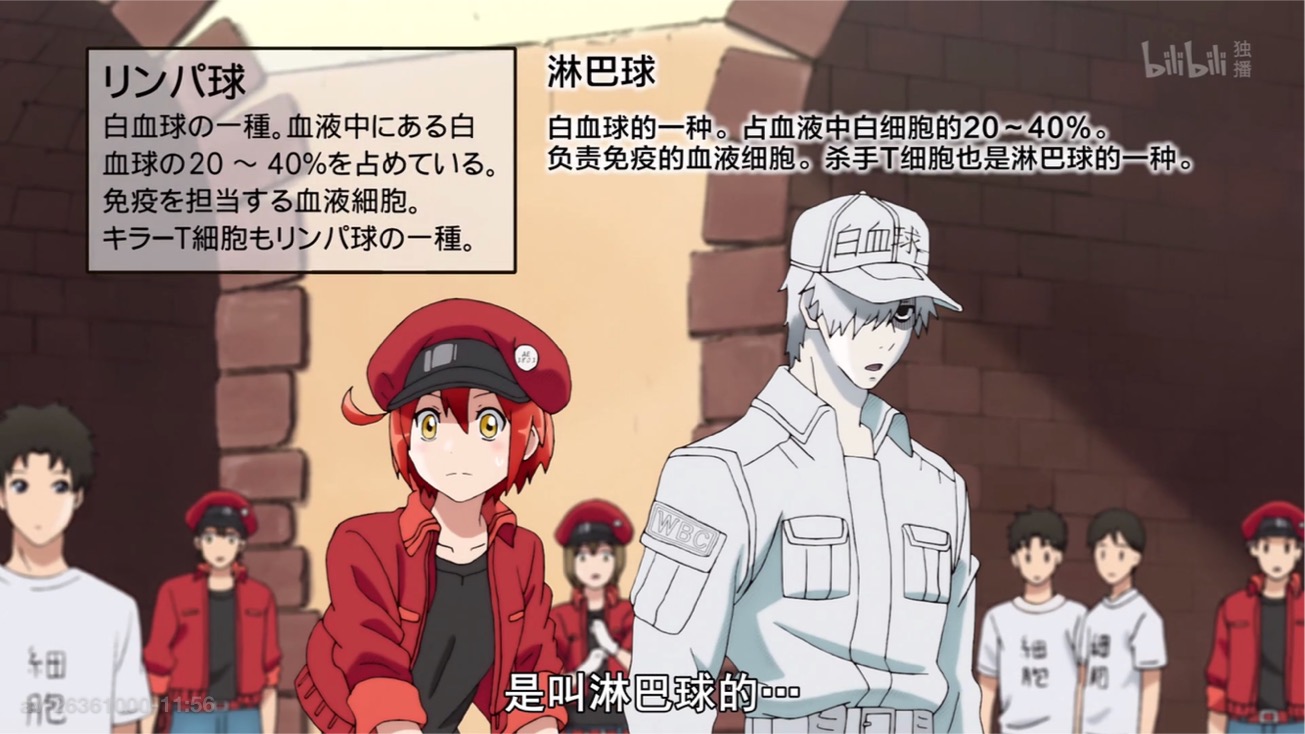 リンパ球
白血球の一種。血液中にある白
血球の20 ～ 40%を占めている。
免疫を担当する血液細胞。
キラーT細胞もリンパ球の一種。
淋巴球
白血球的一种。占血液中白细胞的20～40%。
负责免疫的血液细胞。杀手T细胞也是淋巴球的一种。
bilibili 独播
白血球
WBC
細胞
細胞
細胞
是叫淋巴球的…